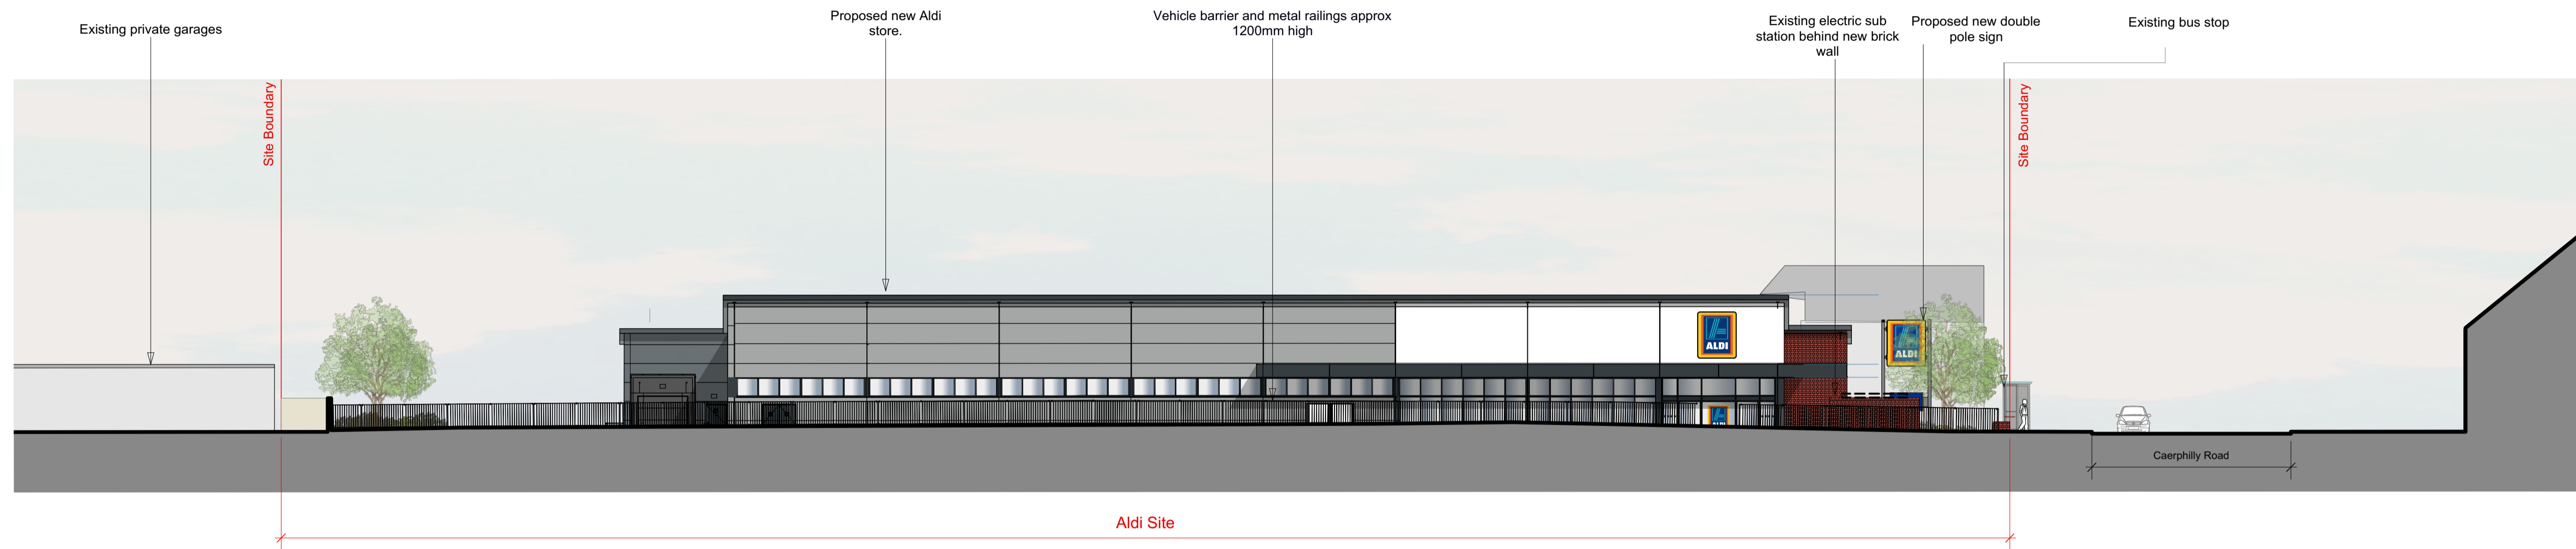 Existing private garages
Proposed new Aldi
store.
Vehicle barrier and metal railings approx
1200mm high
Existing electric sub
station behind new brick
wall
Proposed new double
pole sign
Existing bus stop
Site Boundary
Site Boundary
ALDI
ALDI
ALDI
Caerphilly Road
Aldi Site